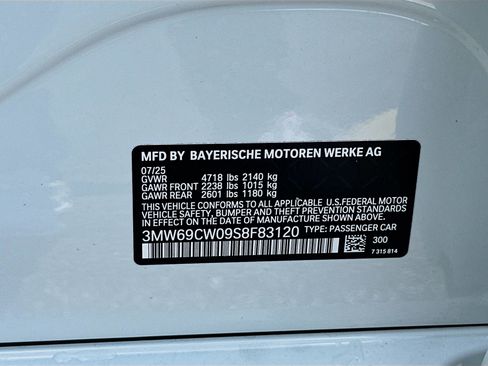 MFD BY BAYERISCHE MOTOREN WERKE AG
07/25
GVWR 4718 lbs 2140 kg
GAWR FRONT 2238 lbs 1015 kg
GAWR REAR 2601 lbs 1180 kg
THIS VEHICLE CONFORMS TO ALL APPLICABLE U.S.FEDERAL MOTOR
VEHICLE SAFETY, BUMPER, AND THEFT PREVENTION STANDARDS
IN EFFECT ON THE DATE OF MANUFACTURE SHOWN ABOVE.
3MW69CW09S8F83120 TYPE: PASSENGER CAR
300
7 315 814